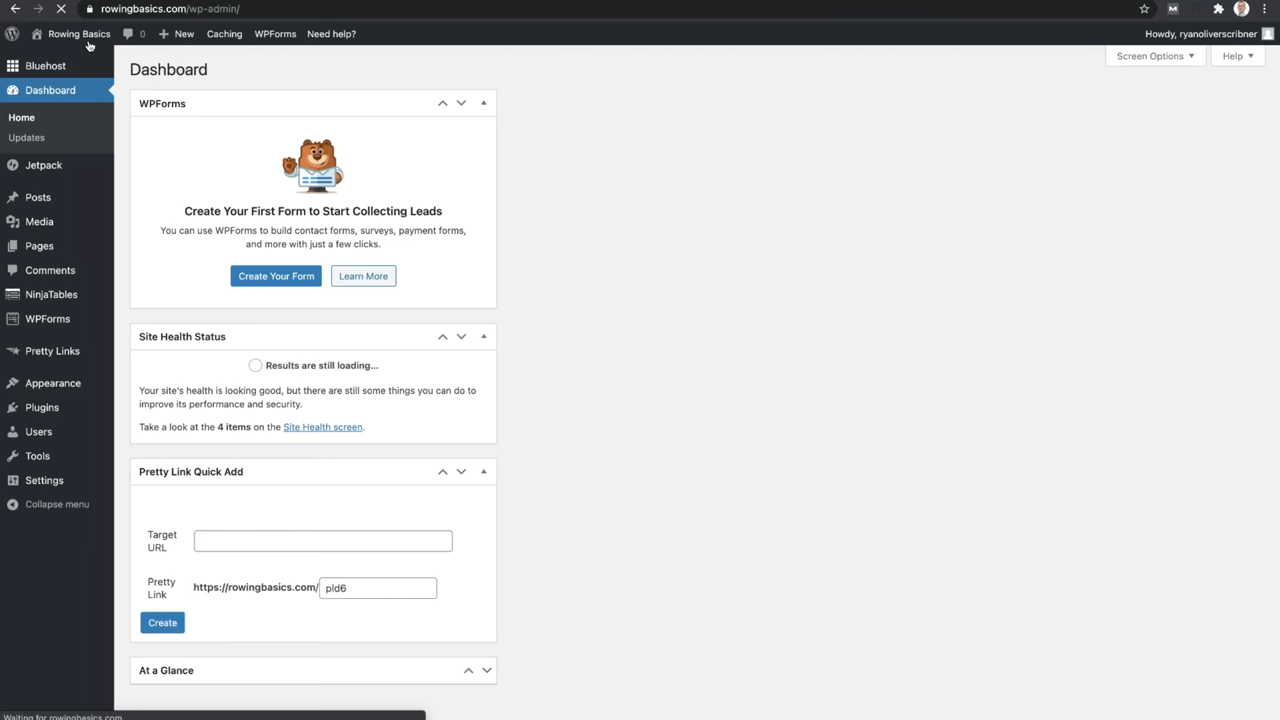 rowingbasics.com/wp-admin/
M
Rowing Basics
0
New
Caching
WPForms
Need help?
Howdy, ryanoliverscribner
Screen Options
Help
Bluehost
Dashboard
Home
Updates
Jetpack
Posts
Media
Pages
Comments
NinjaTables
WPForms
Pretty Links
Appearance
Plugins
Users
Tools
Settings
Collapse menu
Dashboard
WPForms
Create Your First Form to Start Collecting Leads
You can use WPForms to build contact forms, surveys, payment forms,
and more with just a few clicks.
Create Your Form
Learn More
Site Health Status
Results are still loading...
Your site's health is looking good, but there are still some things you can do to
improve its performance and security.
Take a look at the 4 items on the Site Health screen.
Pretty Link Quick Add
Target
URL
Pretty
Link
https://rowingbasics.com/
pld6
Create
At a Glance
Waiting for rowingbasics.com